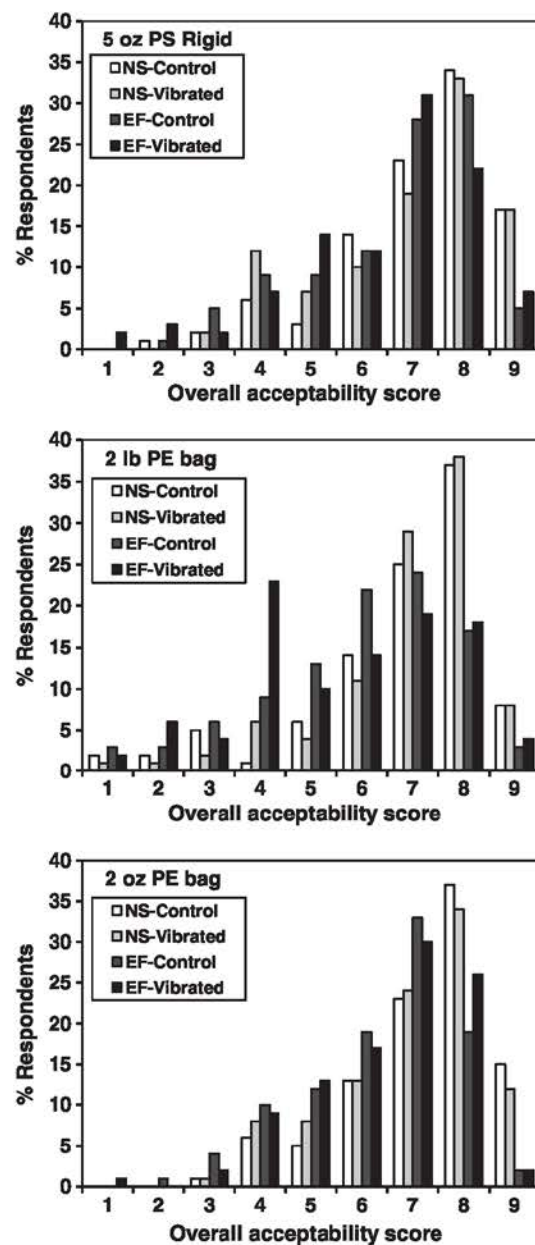 5 oz PS Rigid
NS-Control
NS-Vibrated
EF-Control
EF-Vibrated
% Respondents
40
35
30
25
20
15
10
5
0
1 2 3 4 5 6 7 8 9
Overall acceptability score
2 lb PE bag
NS-Control
NS-Vibrated
EF-Control
EF-Vibrated
% Respondents
40
35
30
25
20
15
10
5
0
1 2 3 4 5 6 7 8 9
Overall acceptability score
2 oz PE bag
NS-Control
NS-Vibrated
EF-Control
EF-Vibrated
% Respondents
40
35
30
25
20
15
10
5
0
1 2 3 4 5 6 7 8 9
Overall acceptability score